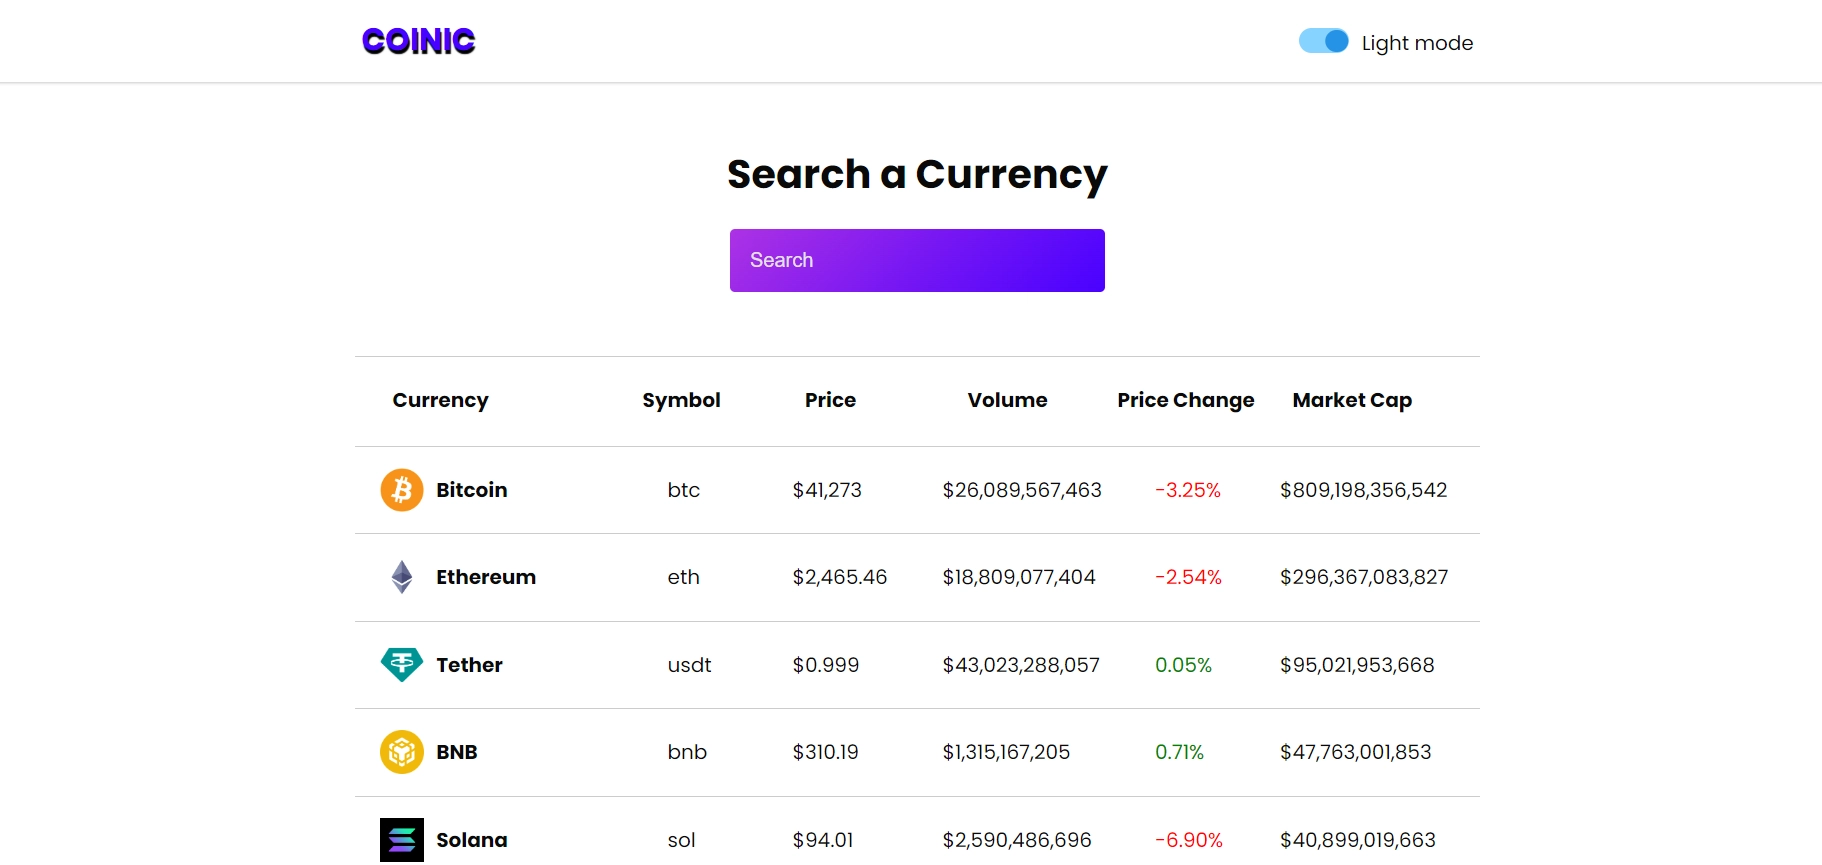 COINIC
Light mode
Search a Currency
Search
Currency Symbol Price Volume Price Change Market Cap
Bitcoin btc $41,273 $26,089,567,463 -3.25% $809,198,356,542
Ethereum eth $2,465.46 $18,809,077,404 -2.54% $296,367,083,827
Tether usdt $0.999 $43,023,288,057 0.05% $95,021,953,668
BNB bnb $310.19 $1,315,167,205 0.71% $47,763,001,853
Solana sol $94.01 $2,590,486,696 -6.90% $40,899,019,663